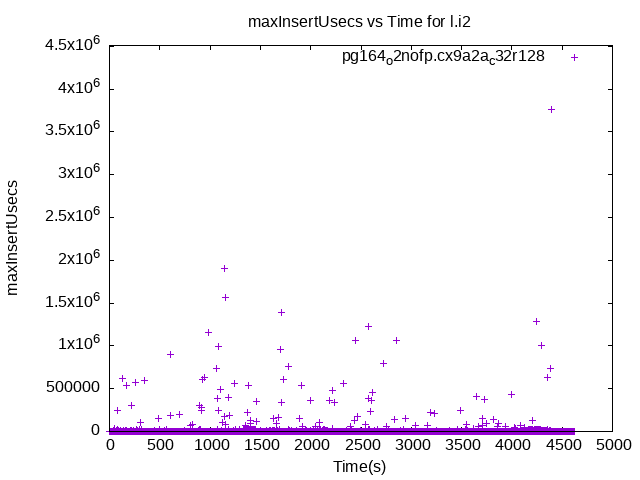 maxInsertUsecs vs Time for l.i2
pg164o2nofp.cx9a2ac32r128
4.5x10^6
4x10^6
3.5x10^6
3x10^6
2.5x10^6
2x10^6
1.5x10^6
1x10^6
500000
0
maxInsertUsecs
0 500 1000 1500 2000 2500 3000 3500 4000 4500 5000
Time(s)